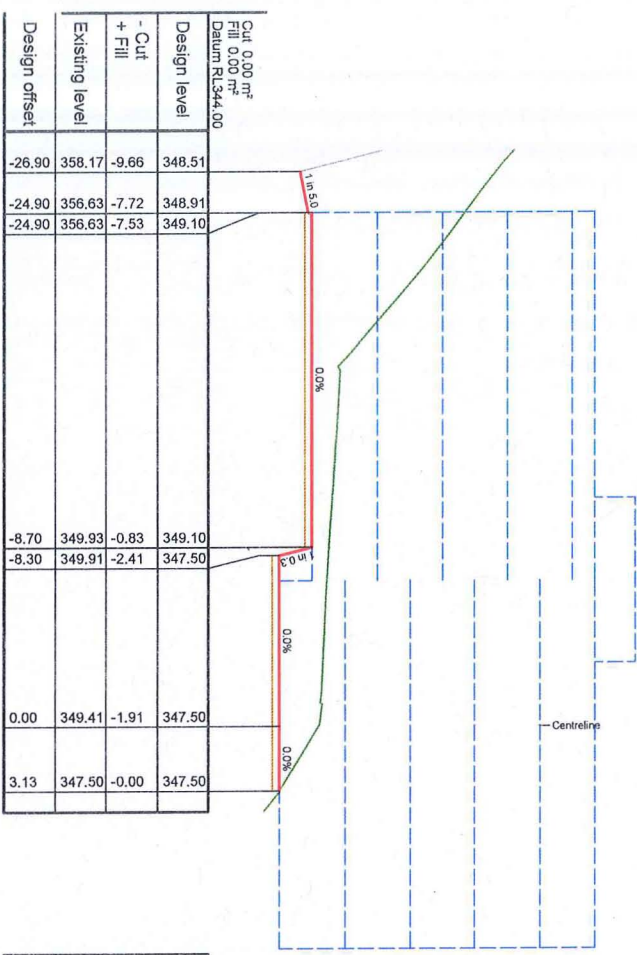 Cut 0.00 m²
Fill 0.00 m²
Datum RL344.00
Design level 348.51 348.91 349.10 349.10 347.50 347.50 347.50
- Cut
+ Fill -9.66 -7.72 -7.53 -0.83 -2.41 -1.91 -0.00
Existing level 358.17 356.63 356.63 349.93 349.91 349.41 347.50
Design offset -26.90 -24.90 -24.90 -8.70 -8.30 0.00 3.13
1 in 5.0
0.0%
1 in 0.3
0.0%
0.0%
Centreline